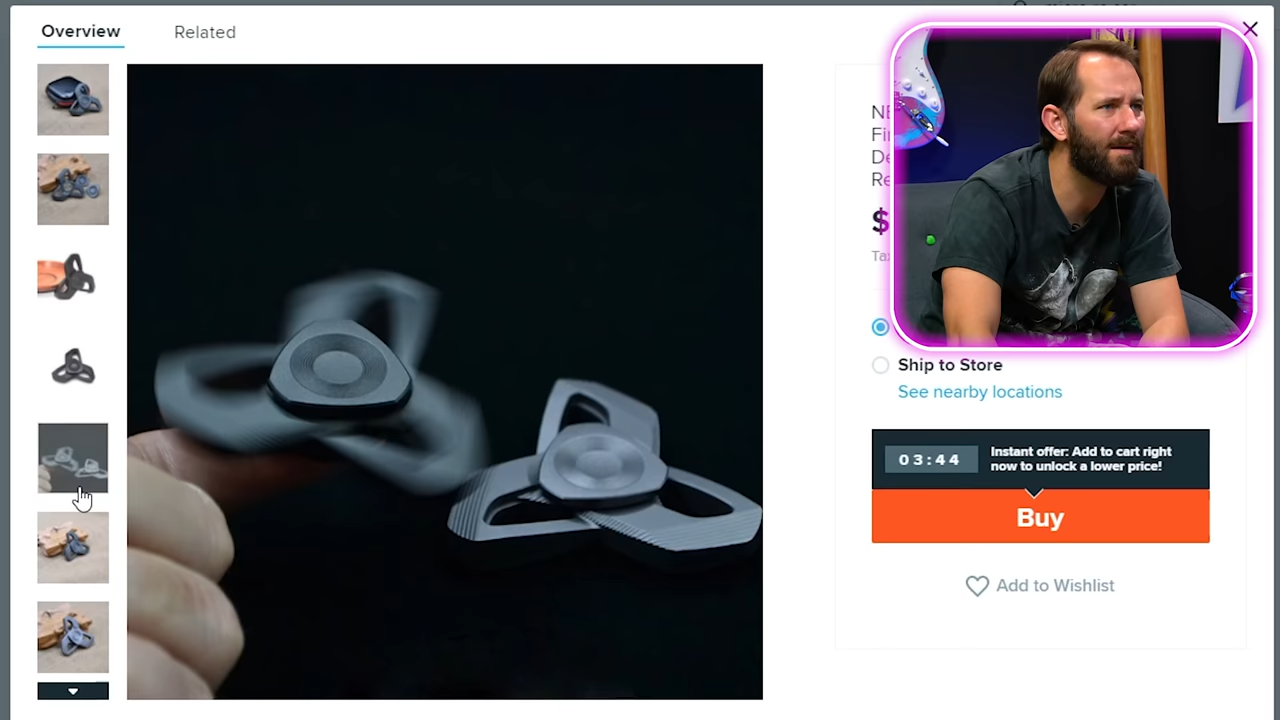 Overview
Related
$
Ship to Store
See nearby locations
03:44
Instant offer: Add to cart right
now to unlock a lower price!
Buy
Add to Wishlist